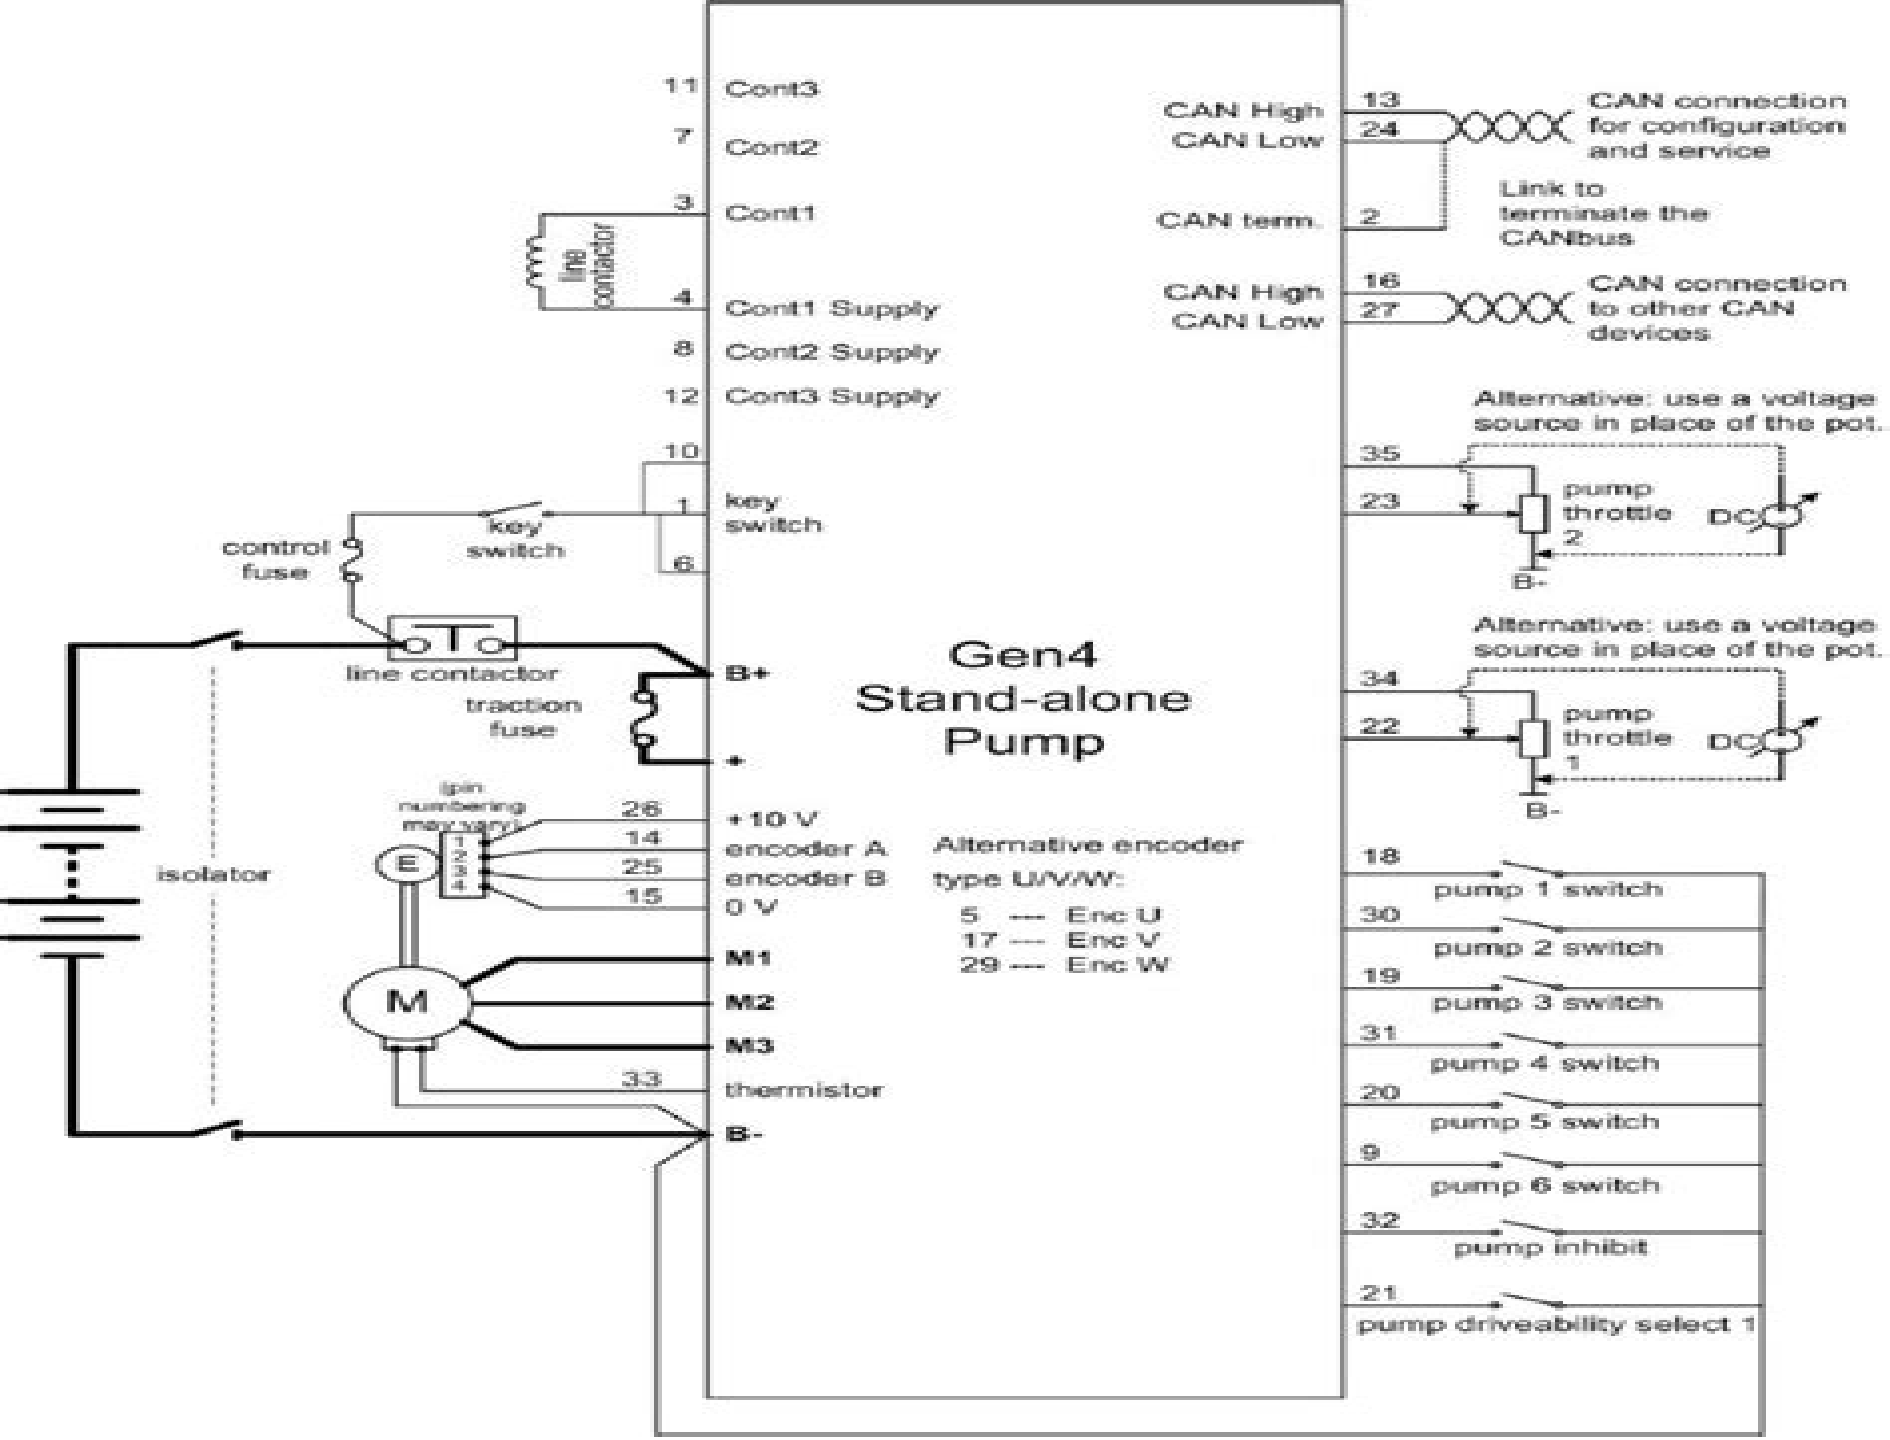 11
Cont3
7
Cont2
3
Cont1
line
contactor
4
Cont1 Supply
8
Cont2 Supply
12
Cont3 Supply
10
1
key
switch
key
switch
6
control
fuse
line contactor
B+
traction
fuse
+
isolator
(pin
numbering
may vary)
1
2
3
4
E
26
+10 V
14
encoder A
25
encoder B
15
0 V
M
M1
M2
M3
33
thermistor
B-
Gen4
Stand-alone
Pump
Alternative encoder
type U/V/W:
5 --- Enc U
17 --- Enc V
29 --- Enc W
CAN High
13
CAN Low
24
CAN connection
for configuration
and service
CAN term.
2
Link to
terminate the
CANbus
CAN High
16
CAN Low
27
CAN connection
to other CAN
devices
Alternative: use a voltage
source in place of the pot.
35
23
pump
throttle
2
DC
B-
Alternative: use a voltage
source in place of the pot.
34
22
pump
throttle
1
DC
B-
18
pump 1 switch
30
pump 2 switch
19
pump 3 switch
31
pump 4 switch
20
pump 5 switch
9
pump 6 switch
32
pump inhibit
21
pump driveability select 1